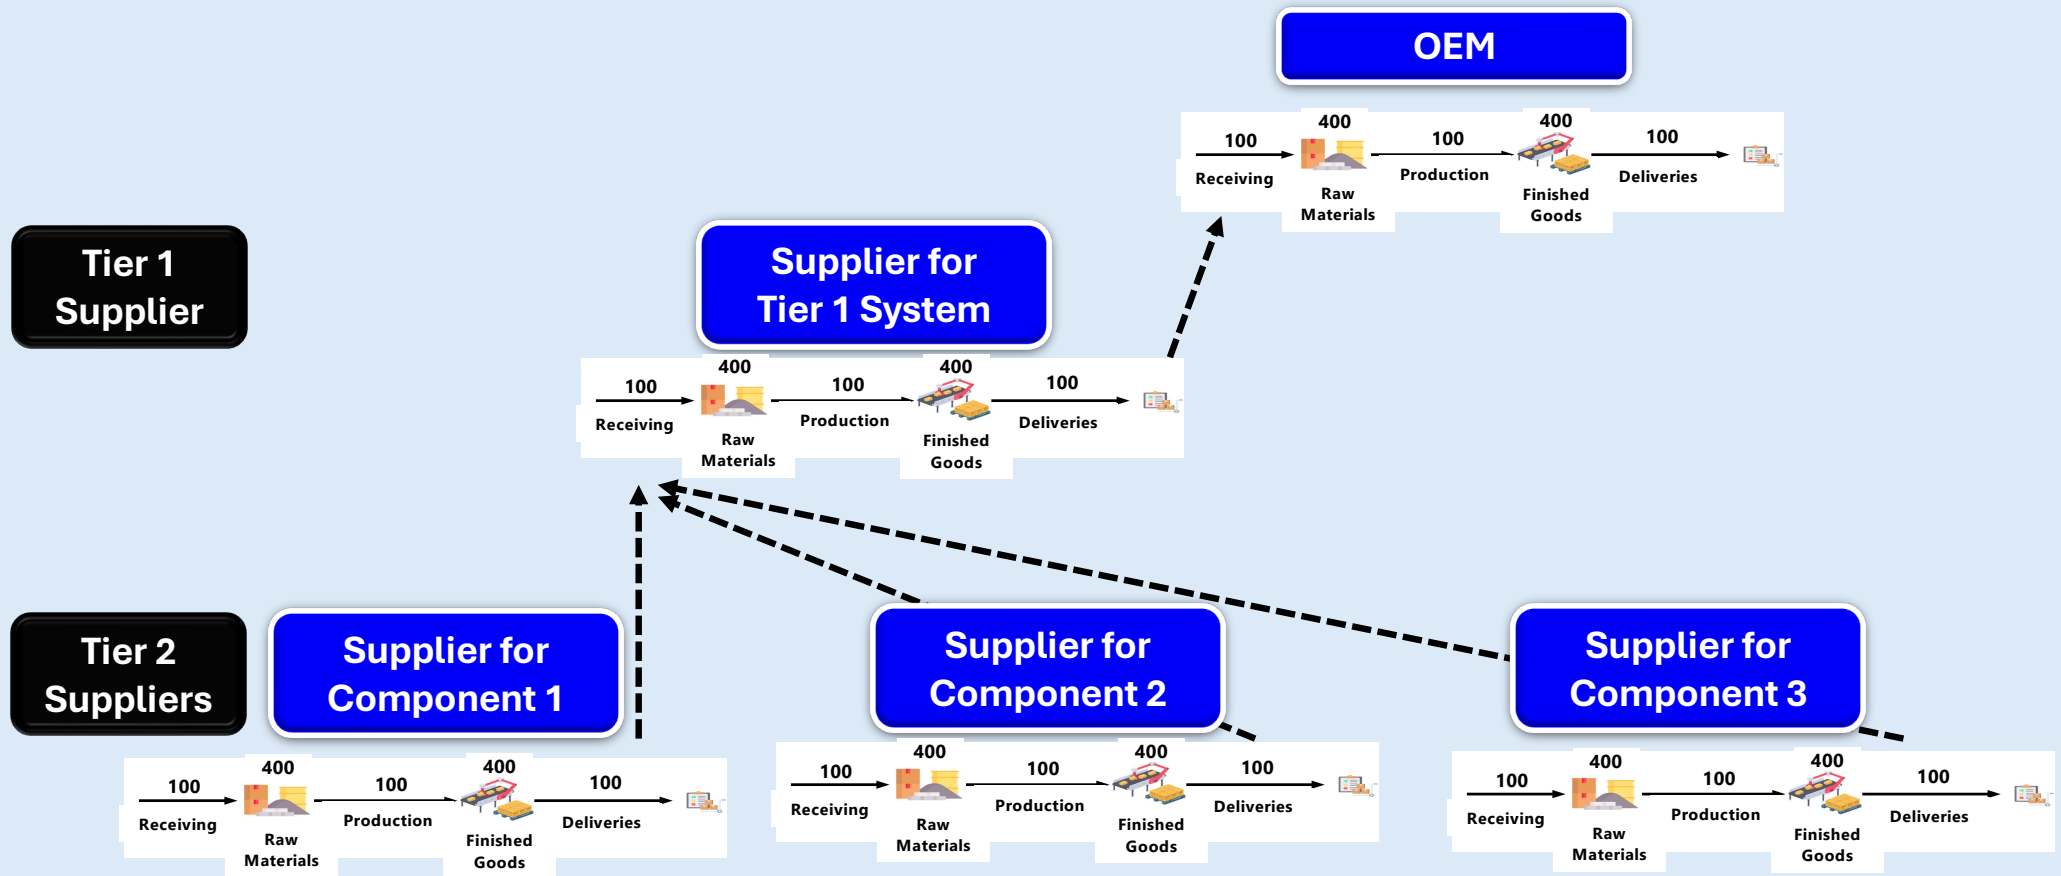 OEM
400
400
100
100
100
Receiving
Production
Deliveries
Raw
Materials
Finished
Goods
Tier 1
Supplier
Supplier for
Tier 1 System
400
400
100
100
100
Receiving
Production
Deliveries
Raw
Materials
Finished
Goods
Tier 2
Suppliers
Supplier for
Component 1
400
400
100
100
100
Receiving
Production
Deliveries
Raw
Materials
Finished
Goods
Supplier for
Component 2
400
400
100
100
100
Receiving
Production
Deliveries
Raw
Materials
Finished
Goods
Supplier for
Component 3
400
400
100
100
100
Receiving
Production
Deliveries
Raw
Materials
Finished
Goods